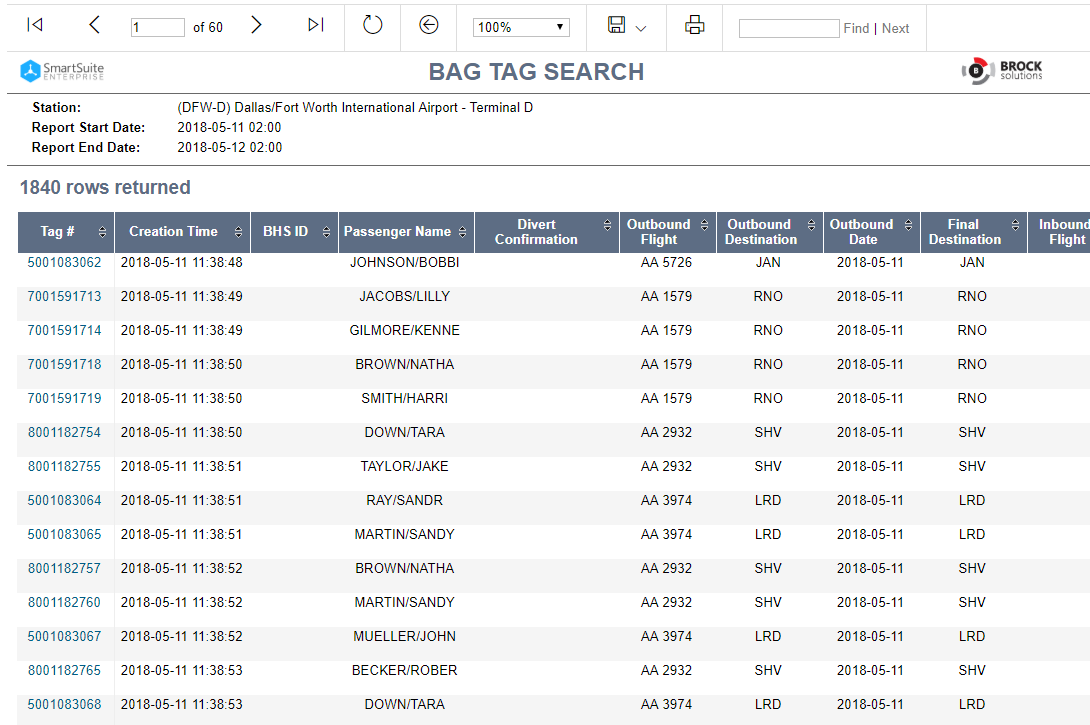 1 of 60 100% Find | Next
SmartSuite
ENTERPRISE
BAG TAG SEARCH
B BROCK
solutions
Station: (DFW-D) Dallas/Fort Worth International Airport - Terminal D
Report Start Date: 2018-05-11 02:00
Report End Date: 2018-05-12 02:00
1840 rows returned
Tag # Creation Time BHS ID Passenger Name Divert Confirmation Outbound Flight Outbound Destination Outbound Date Final Destination Inbound Flight
5001083062 2018-05-11 11:38:48 JOHNSON/BOBBI AA 5726 JAN 2018-05-11 JAN
7001591713 2018-05-11 11:38:49 JACOBS/LILLY AA 1579 RNO 2018-05-11 RNO
7001591714 2018-05-11 11:38:49 GILMORE/KENNE AA 1579 RNO 2018-05-11 RNO
7001591718 2018-05-11 11:38:50 BROWN/NATHA AA 1579 RNO 2018-05-11 RNO
7001591719 2018-05-11 11:38:50 SMITH/HARRI AA 1579 RNO 2018-05-11 RNO
8001182754 2018-05-11 11:38:50 DOWN/TARA AA 2932 SHV 2018-05-11 SHV
8001182755 2018-05-11 11:38:51 TAYLOR/JAKE AA 2932 SHV 2018-05-11 SHV
5001083064 2018-05-11 11:38:51 RAY/SANDR AA 3974 LRD 2018-05-11 LRD
5001083065 2018-05-11 11:38:51 MARTIN/SANDY AA 3974 LRD 2018-05-11 LRD
8001182757 2018-05-11 11:38:52 BROWN/NATHA AA 2932 SHV 2018-05-11 SHV
8001182760 2018-05-11 11:38:52 MARTIN/SANDY AA 2932 SHV 2018-05-11 SHV
5001083067 2018-05-11 11:38:52 MUELLER/JOHN AA 3974 LRD 2018-05-11 LRD
8001182765 2018-05-11 11:38:53 BECKER/ROBER AA 2932 SHV 2018-05-11 SHV
5001083068 2018-05-11 11:38:53 DOWN/TARA AA 3974 LRD 2018-05-11 LRD